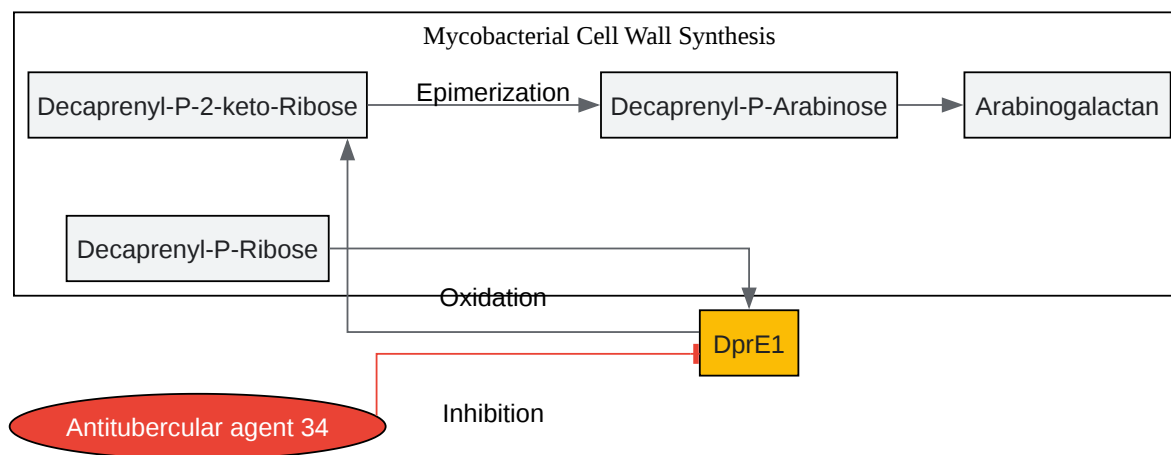 Mycobacterial Cell Wall Synthesis
Decaprenyl-P-2-keto-Ribose
Epimerization
Decaprenyl-P-Arabinose
Arabinogalactan
Decaprenyl-P-Ribose
Oxidation
DprE1
Inhibition
Antitubercular agent 34